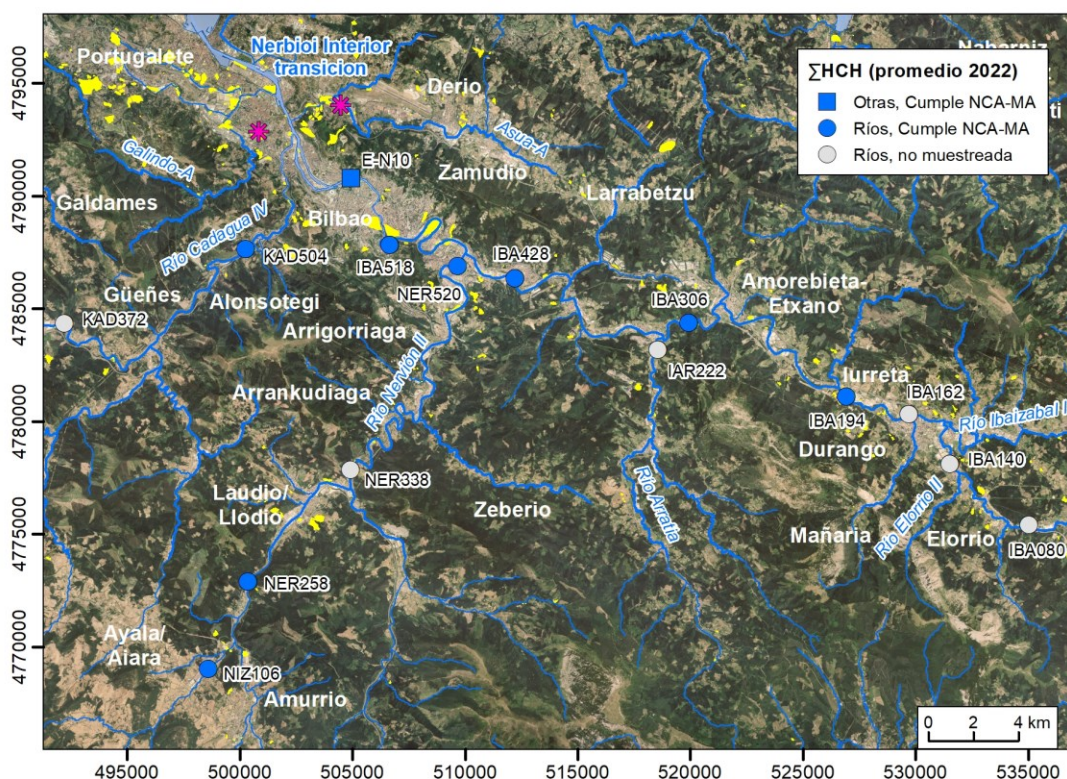 Portugalete
Nerbioi Interior
transicion
Derio
Nabarniz
∑HCH (promedio 2022)
Otras, Cumple NCA-MA
Ríos, Cumple NCA-MA
Ríos, no muestreada
Galindo-A
Asua-A
E-N10
Zamudio
Larrabetzu
Galdames
Bilbao
Río Cadagua IV
KAD504
IBA518
IBA428
NER520
Güeñes
Alonsotegi
IBA306
Amorebieta-
Etxano
KAD372
Arrigorriaga
IAR222
Río Nervión II
Arrankudiaga
Iurreta
IBA162
IBA194
Río Ibaizabal I
Durango
IBA140
NER338
Laudio/
Llodio
Zeberio
Río Arratia
Mañaria
Río Elorrio II
Elorrio
IBA080
NER258
Ayala/
Aiara
NIZ106
Amurrio
0 2 4 km
4795000
4790000
4785000
4780000
4775000
4770000
495000 500000 505000 510000 515000 520000 525000 530000 535000